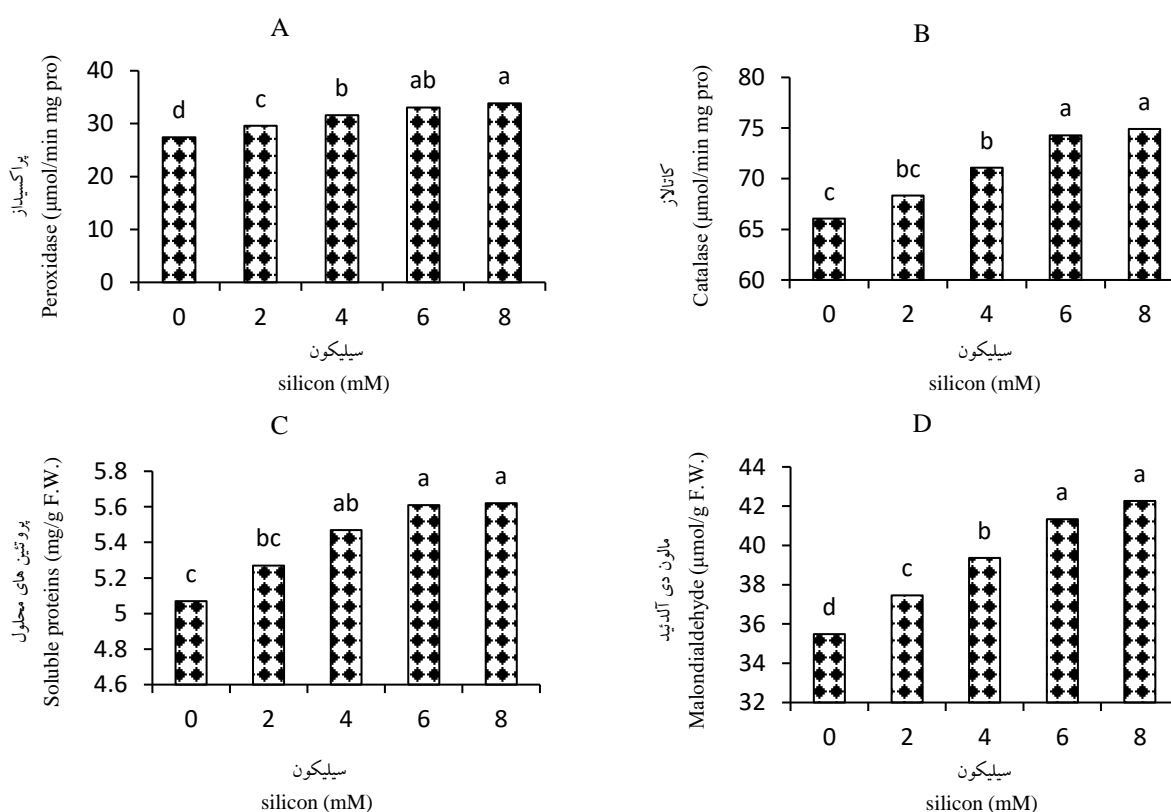 A
پراکسیداز
Peroxidase (µmol/min mg pro)
40
30
20
10
0
d
c
b
ab
a
0 2 4 6 8
سیلیکون
silicon (mM)
B
کاتالاز
Catalase (µmol/min mg pro)
80
75
70
65
60
c
bc
b
a
a
0 2 4 6 8
سیلیکون
silicon (mM)
C
پروتئین های محلول
Soluble proteins (mg/g F.W.)
5.8
5.6
5.4
5.2
5
4.8
4.6
c
bc
ab
a
a
0 2 4 6 8
سیلیکون
silicon (mM)
D
مالون دی آلدئید
Malondialdehyde (µmol/g F.W.)
44
42
40
38
36
34
32
d
c
b
a
a
0 2 4 6 8
سیلیکون
silicon (mM)